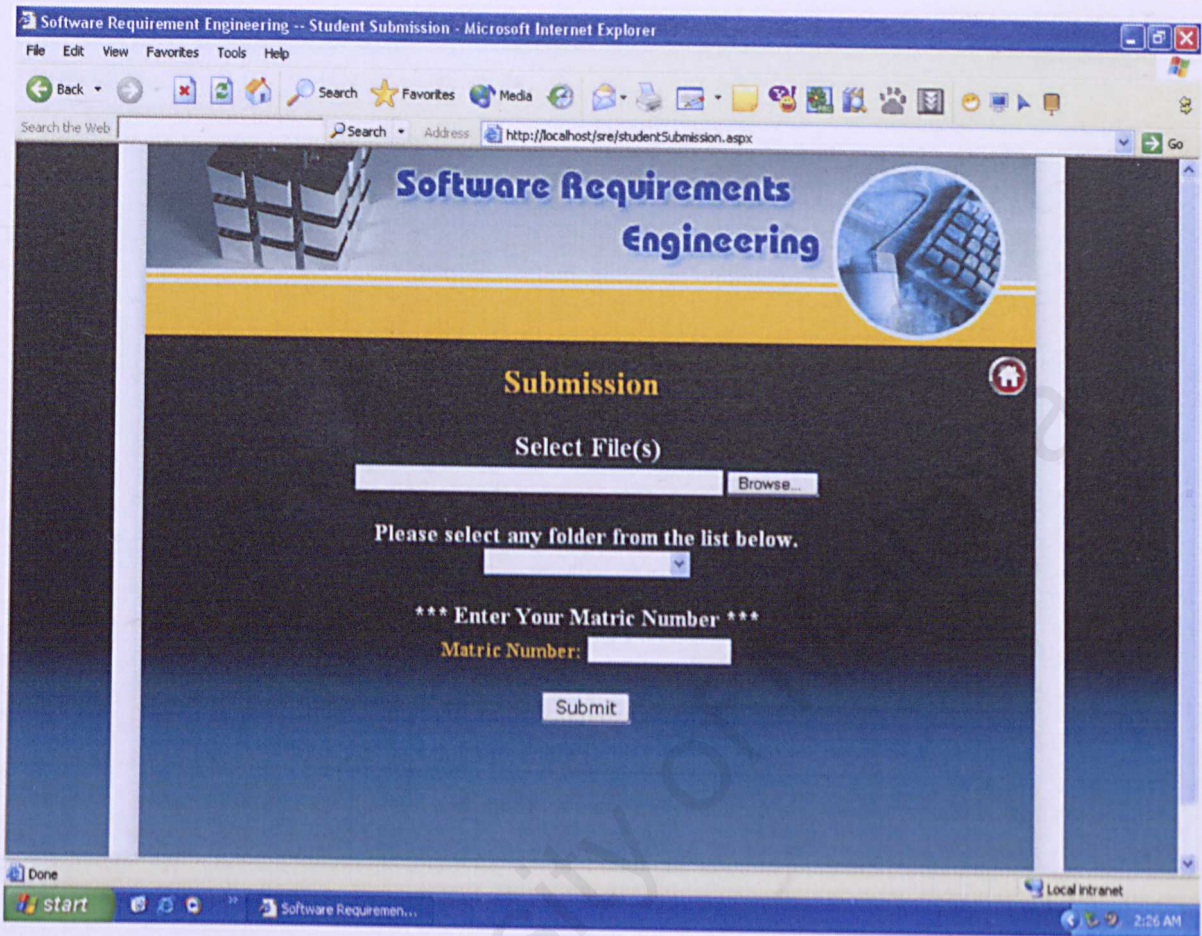 Software Requirement Engineering -- Student Submission - Microsoft Internet Explorer
File Edit View Favorites Tools Help
Back Search Favorites Media
Search the Web Search Address http://localhost/sre/studentSubmission.aspx Go
Software Requirements
Engineering
Submission
Select File(s)
Browse...
Please select any folder from the list below.
*** Enter Your Matric Number ***
Matric Number:
Submit
Done Local intranet
start Software Requiremen... 2:26 AM